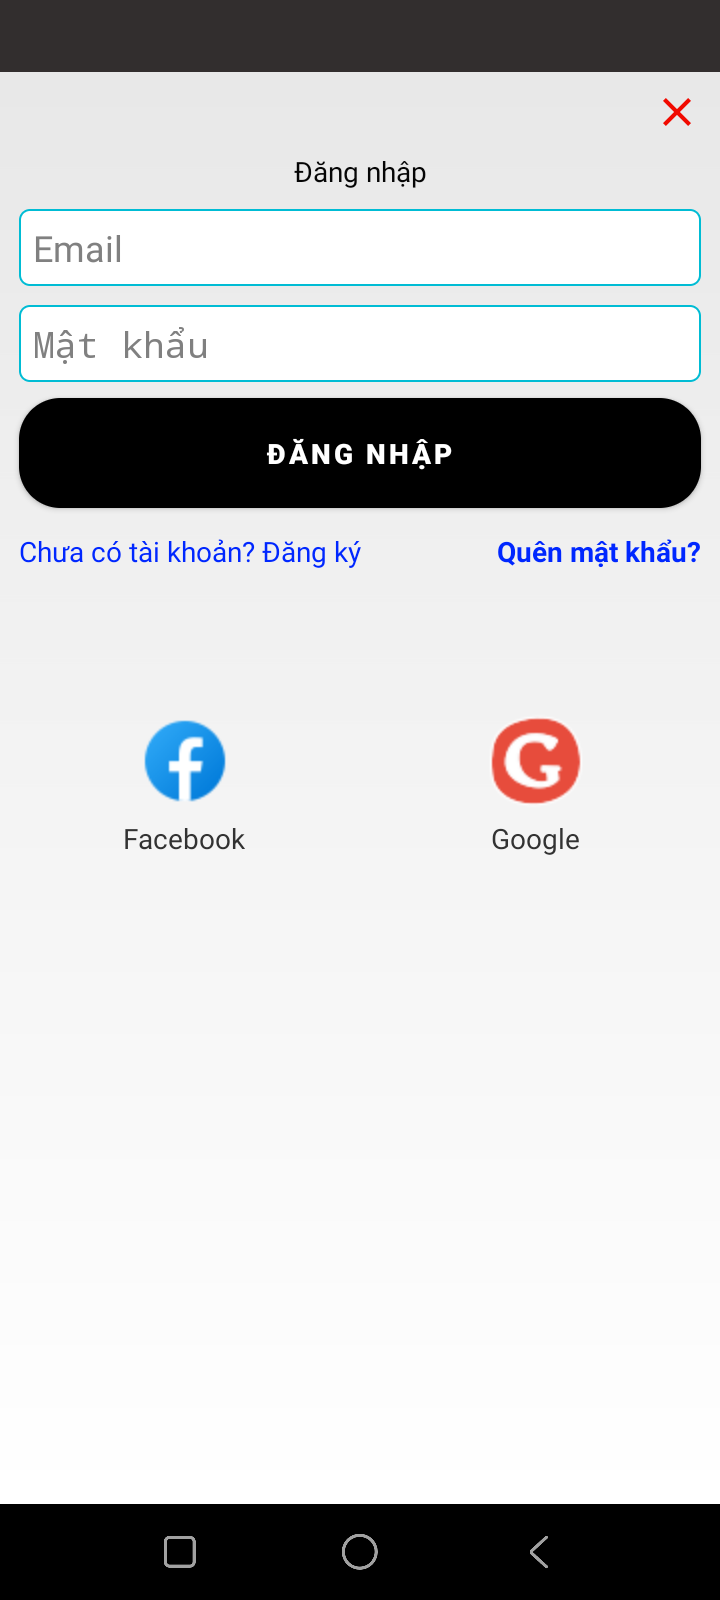 Đăng nhập
Email
Mật khẩu
ĐĂNG NHẬP
Chưa có tài khoản? Đăng ký
Quên mật khẩu?
Facebook
Google